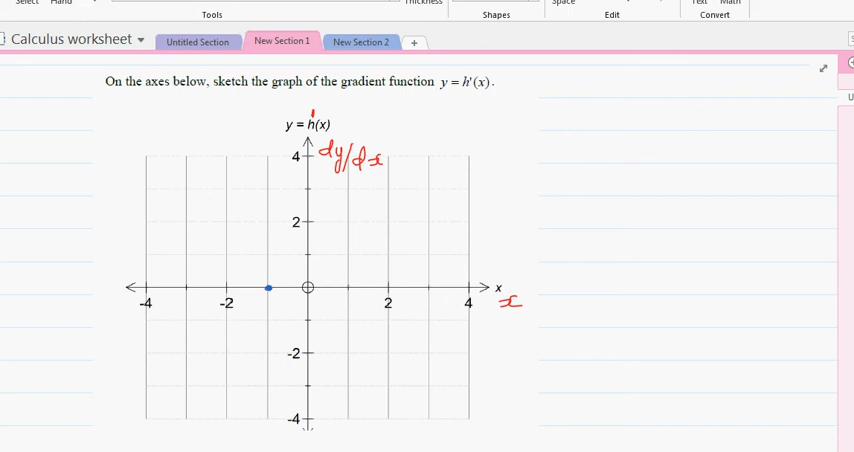 Select Hand Thickness Space Text Math
Tools Shapes Edit Convert
Calculus worksheet Untitled Section New Section 1 New Section 2 +
On the axes below, sketch the graph of the gradient function y = h'(x).
y = h'(x)
dy/dx
4
2
-4 -2 2 4
x
x
-2
-4